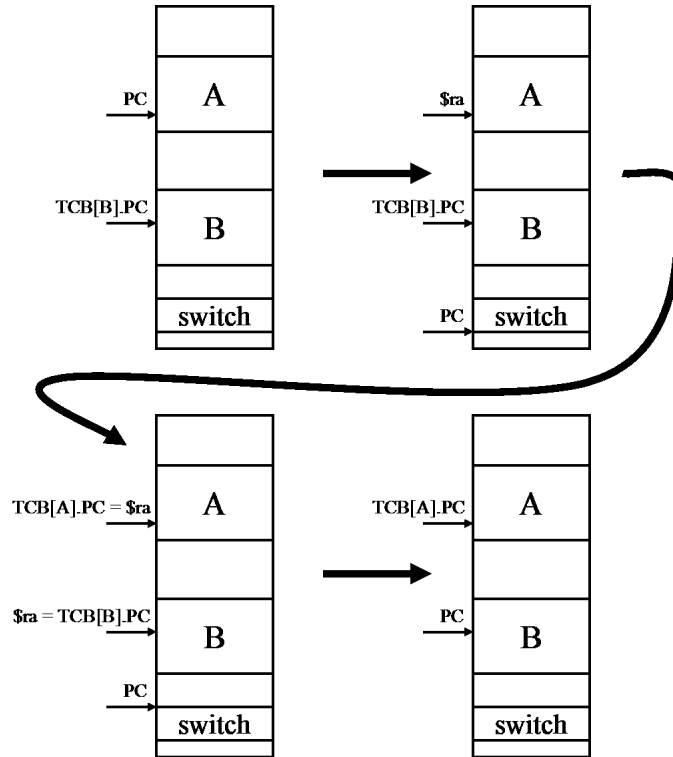 PC
A
TCB[B].PC
B
switch
$ra
A
TCB[B].PC
B
PC
switch
TCB[A].PC = $ra
A
$ra = TCB[B].PC
B
PC
switch
TCB[A].PC
A
PC
B
switch